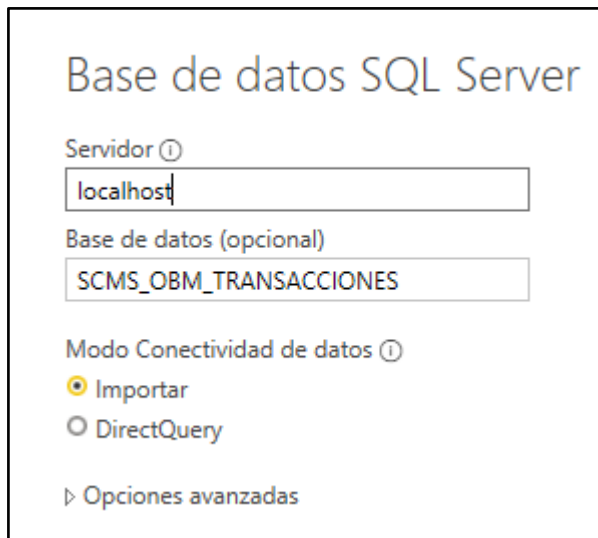 Base de datos SQL Server
Servidor
localhost
Base de datos (opcional)
SCMS_OBM_TRANSACCIONES
Modo Conectividad de datos
Importar
DirectQuery
Opciones avanzadas